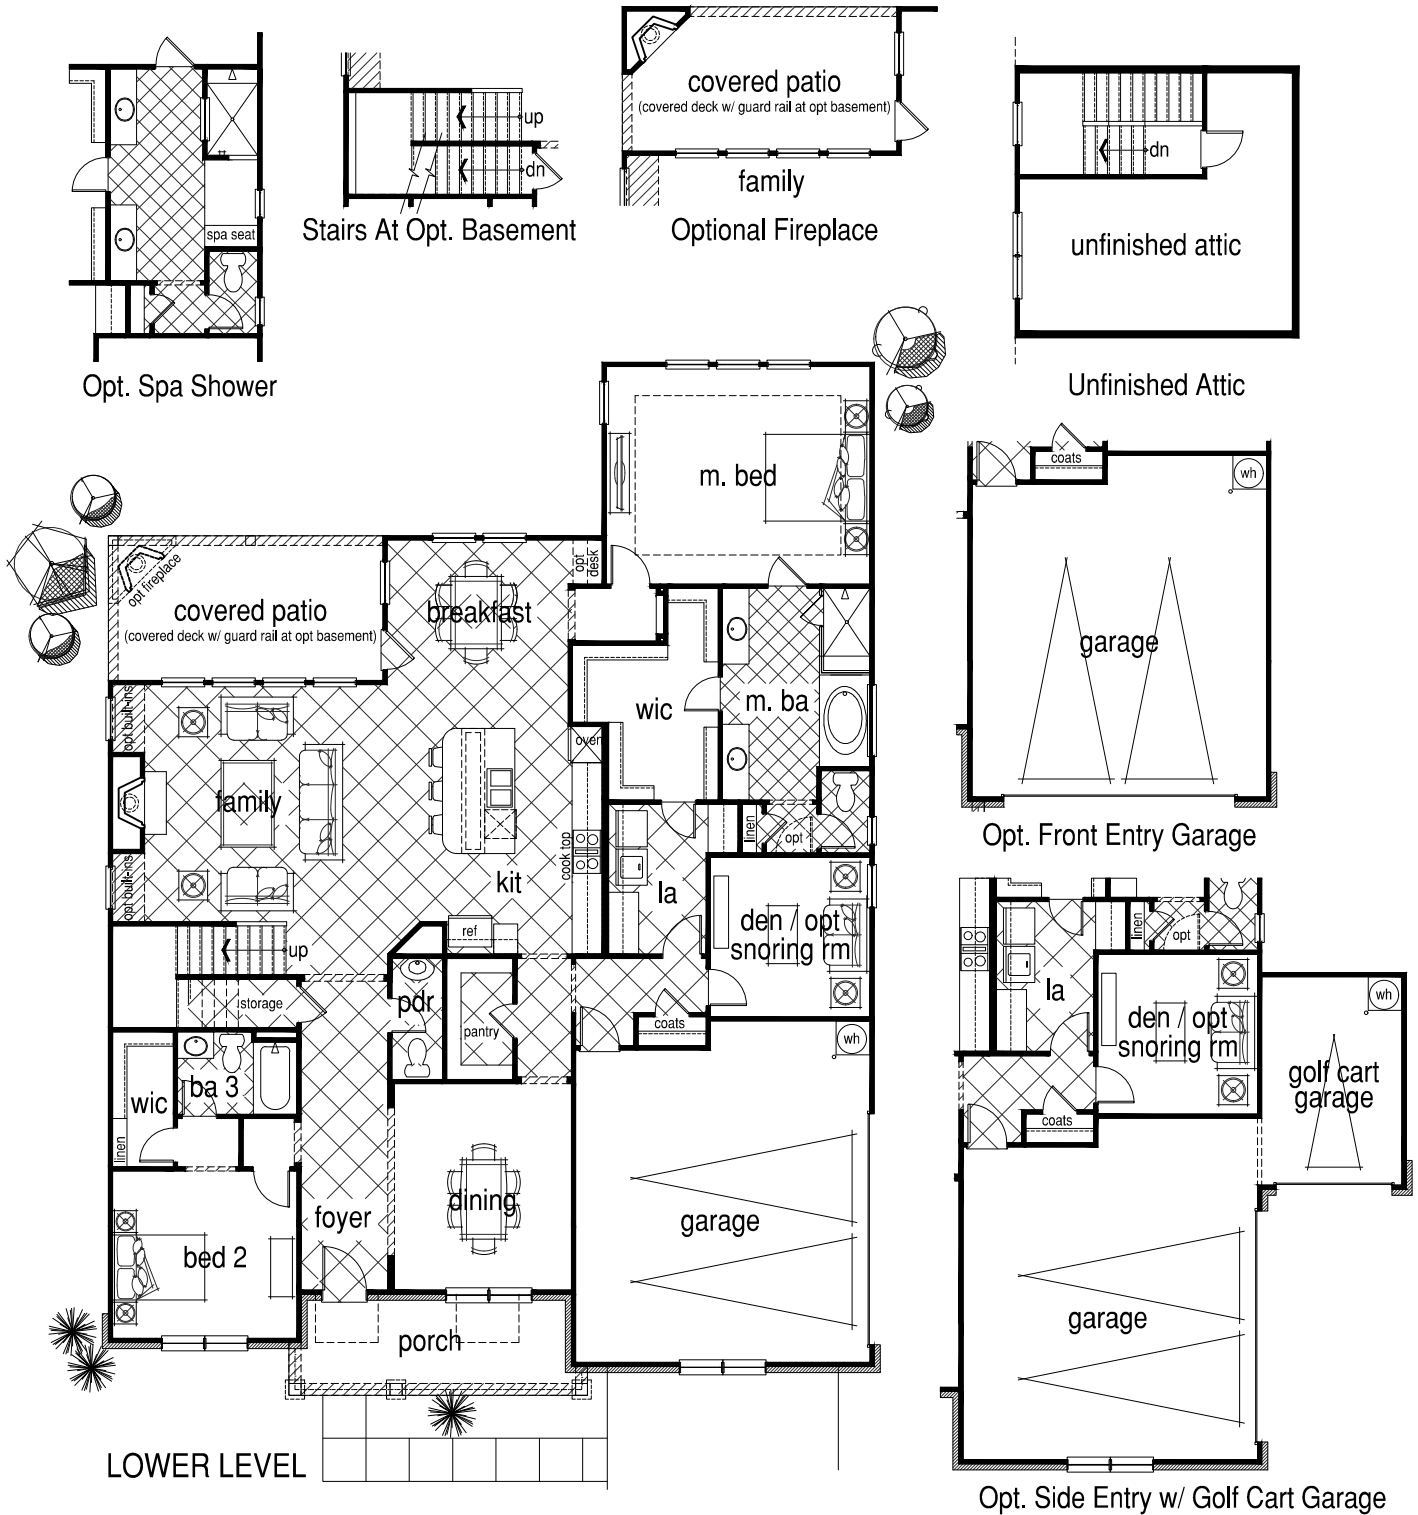 spa seat
Opt. Spa Shower
up
dn
Stairs At Opt. Basement
covered patio
(covered deck w/ guard rail at opt basement)
family
Optional Fireplace
dn
unfinished attic
Unfinished Attic
coats
wh
garage
Opt. Front Entry Garage
m. bed
opt desk
opt fireplace
covered patio
(covered deck w/ guard rail at opt basement)
breakfast
opt built-ins
wic
m. ba
oven
family
cook top
linen
opt
opt built-ins
kit
la
den / opt
snoring rm
ref
up
storage
pdr
pantry
coats
wh
ba 3
wic
linen
dining
foyer
garage
bed 2
porch
LOWER LEVEL
linen
opt
la
den / opt
snoring rm
wh
golf cart
garage
coats
garage
Opt. Side Entry w/ Golf Cart Garage